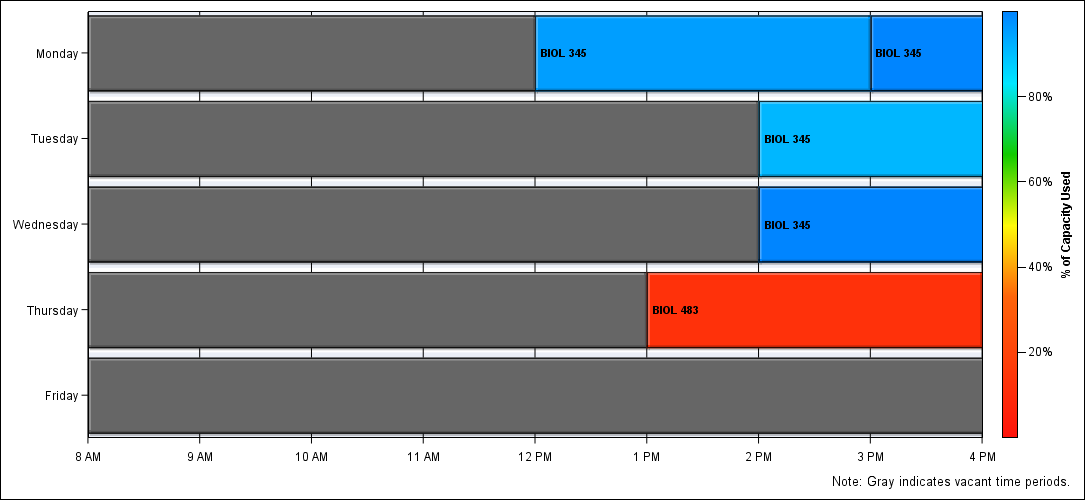 Monday
BIOL 345
BIOL 345
Tuesday
BIOL 345
Wednesday
BIOL 345
Thursday
BIOL 483
Friday
8 AM
9 AM
10 AM
11 AM
12 PM
1 PM
2 PM
3 PM
4 PM
80%
60%
40%
20%
% of Capacity Used
Note: Gray indicates vacant time periods.